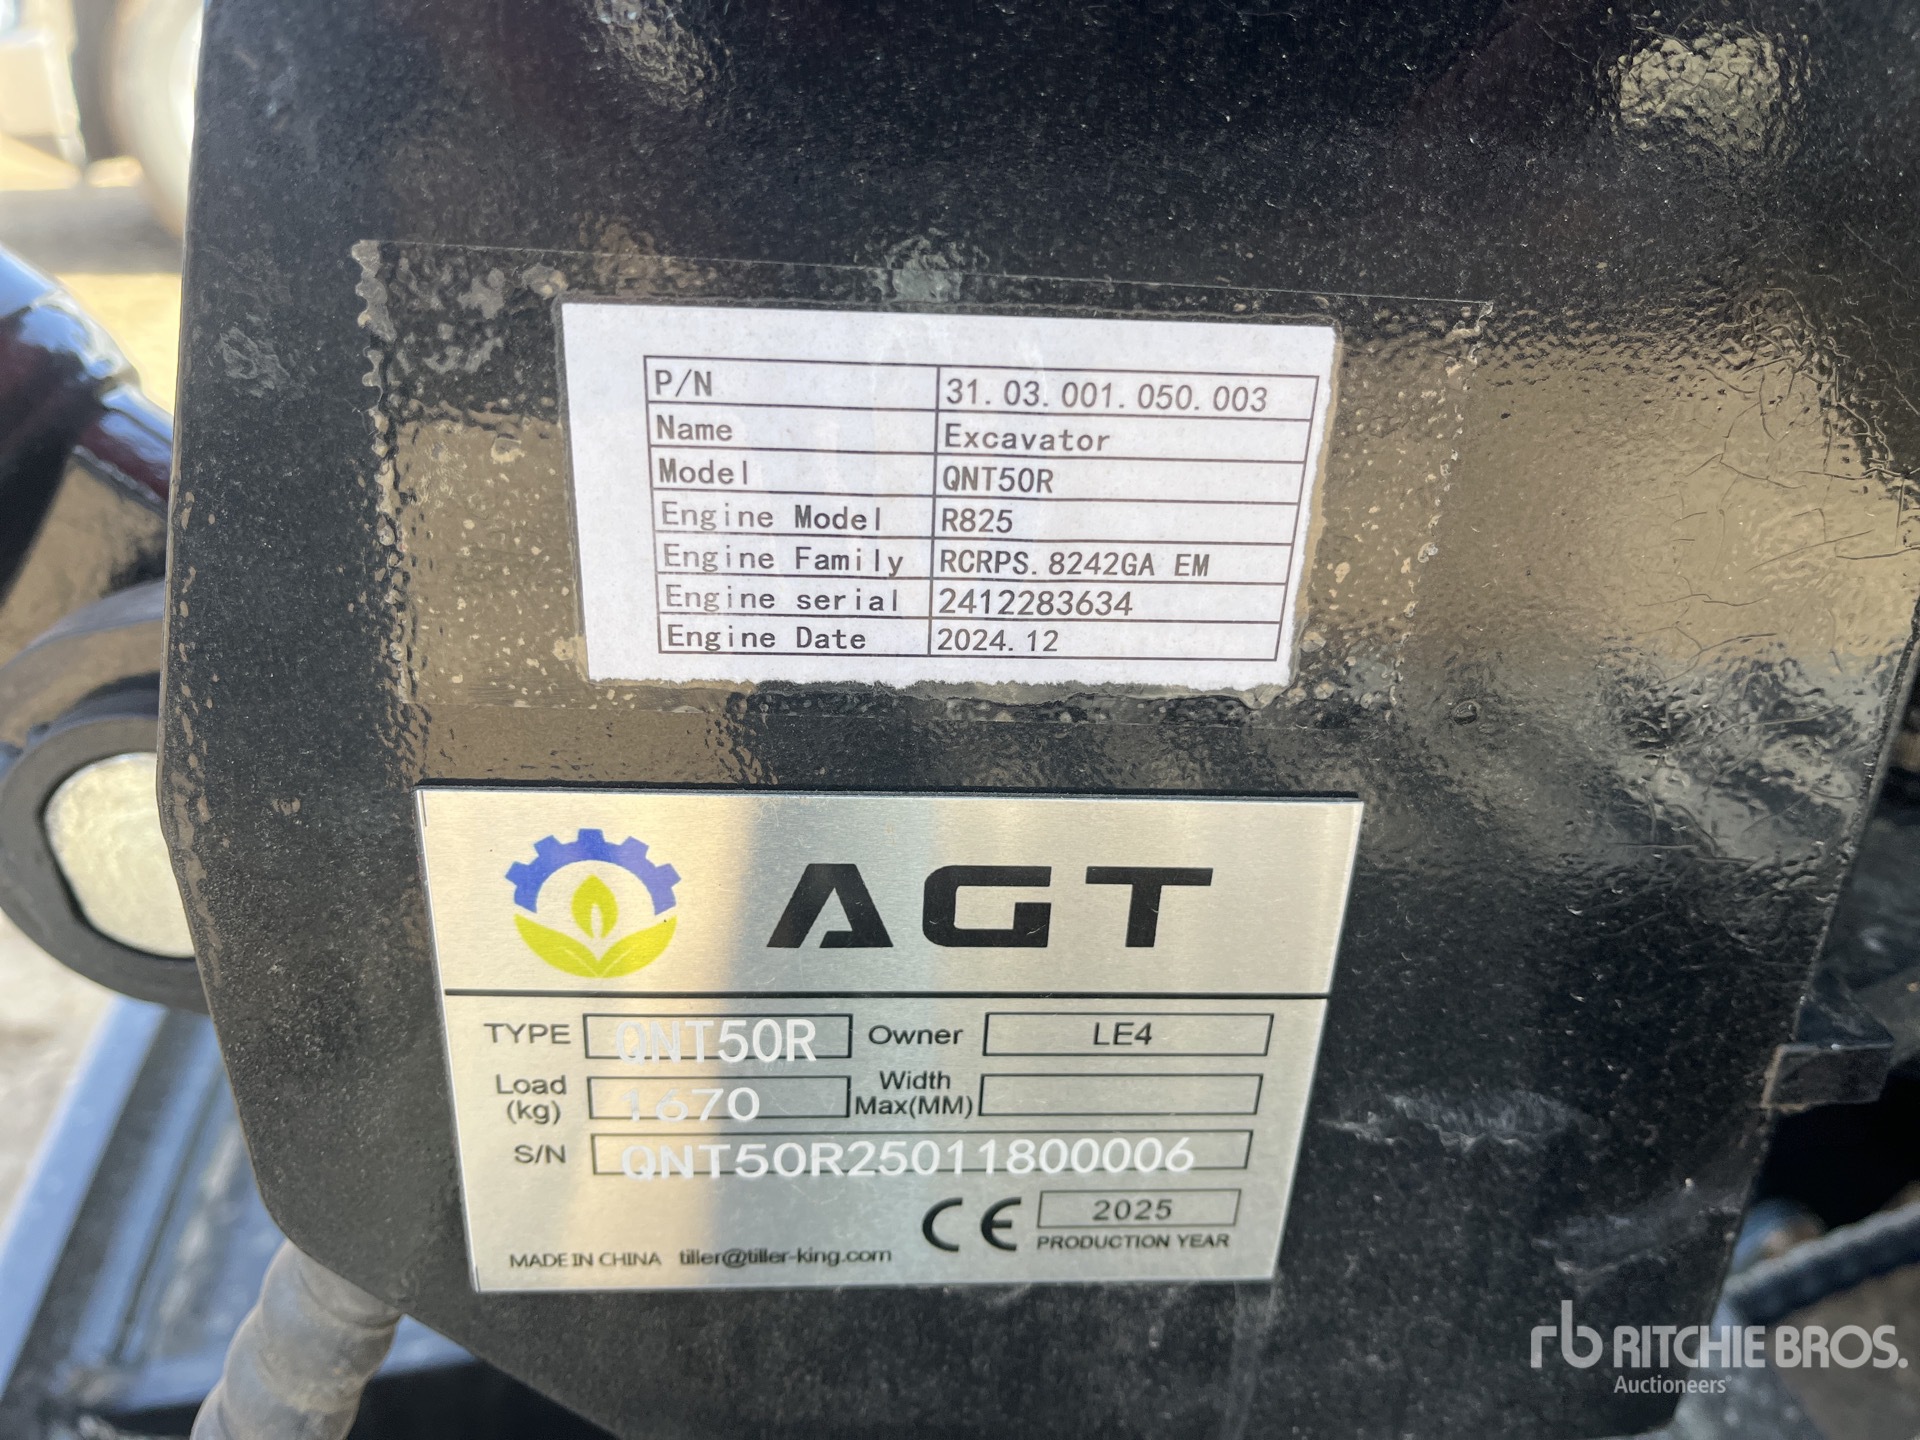 P/N 31.03.001.050.003
Name Excavator
Model QNT50R
Engine Model R825
Engine Family RCRPS.8242GA EM
Engine serial 2412283634
Engine Date 2024.12
AGT
TYPE QNT50R Owner LE4
Load (kg) 1670 Width Max(MM)
S/N QNT50R25011800006
CE 2025
PRODUCTION YEAR
MADE IN CHINA tiller@tiller-king.com
rb RITCHIE BROS.
Auctioneers